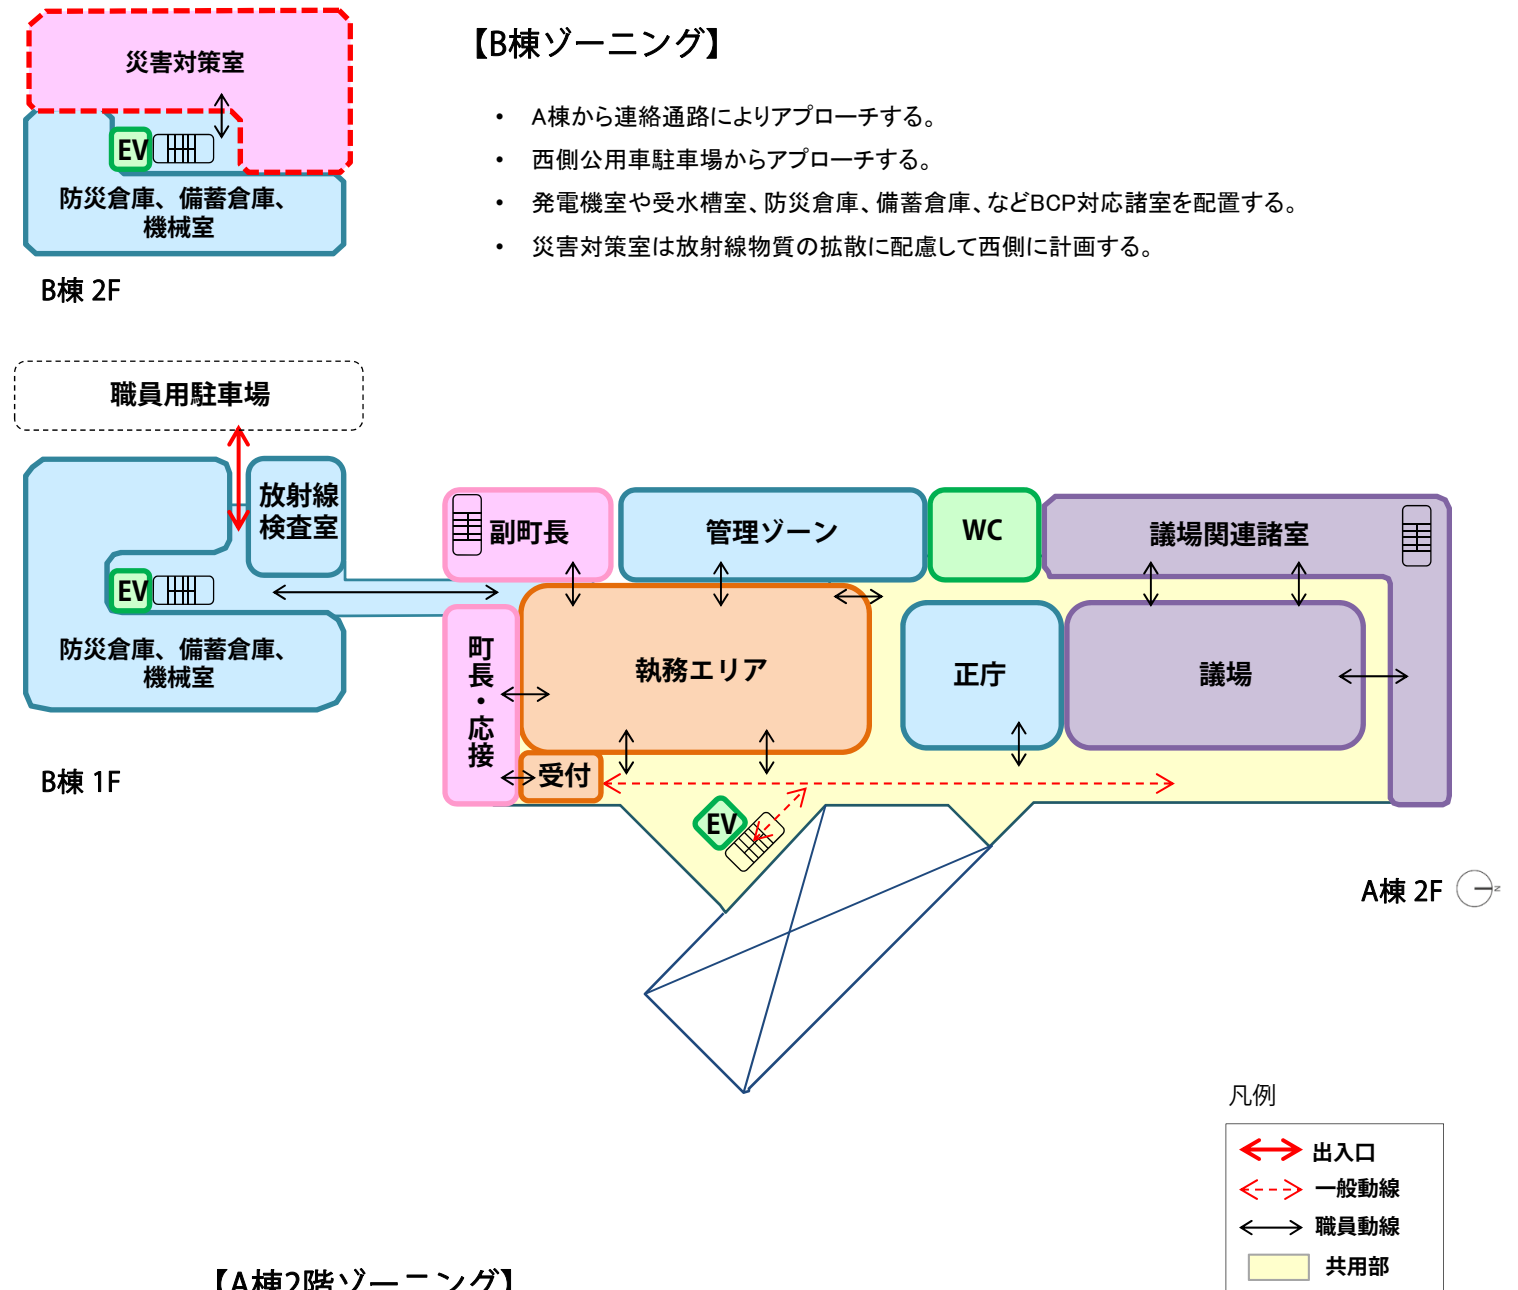 災害対策室
EV
防災倉庫、備蓄倉庫、
機械室
B棟 2F
【B棟ゾーニング】
• A棟から連絡通路によりアプローチする。
• 西側公用車駐車場からアプローチする。
• 発電機室や受水槽室、防災倉庫、備蓄倉庫、などBCP対応諸室を配置する。
• 災害対策室は放射線物質の拡散に配慮して西側に計画する。
職員用駐車場
放射線
検査室
EV
防災倉庫、備蓄倉庫、
機械室
B棟 1F
副町長
管理ゾーン
WC
議場関連諸室
町長・応接
執務エリア
正庁
議場
受付
EV
A棟 2F
N
凡例
出入口
一般動線
職員動線
共用部
【A棟2階ゾーニング】